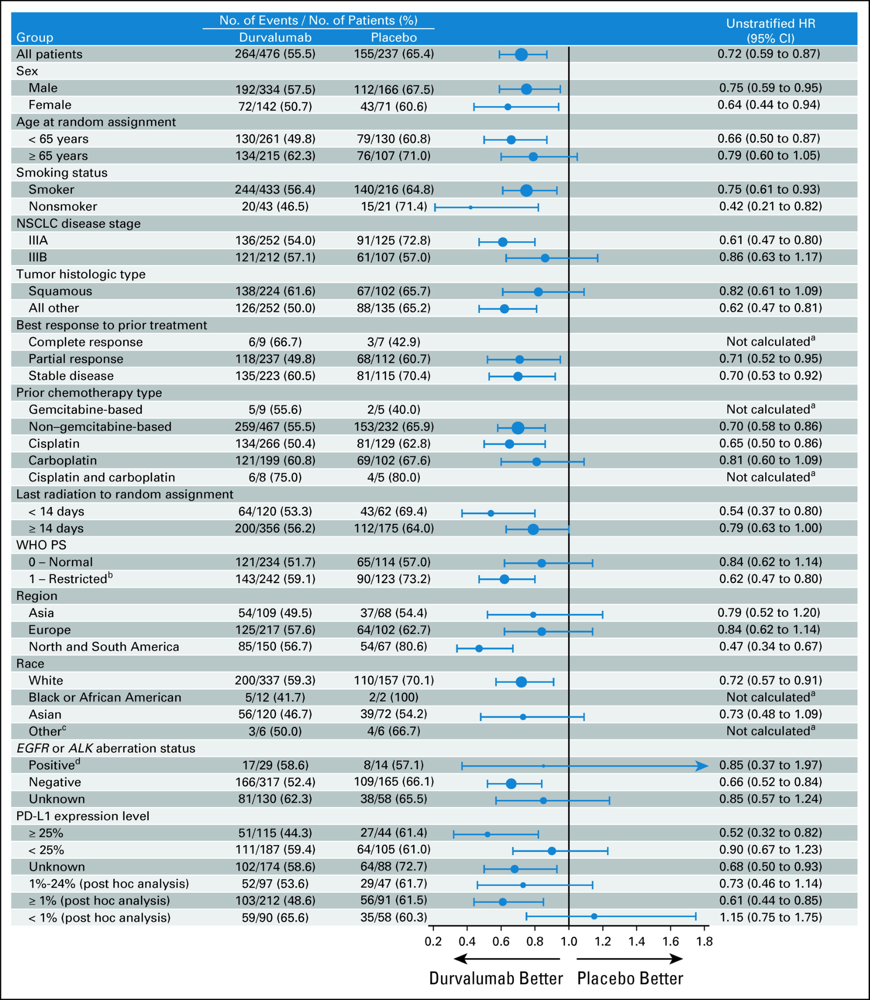 No. of Events / No. of Patients (%)
Unstratified HR
Group Durvalumab Placebo (95% CI)
All patients 264/476 (55.5) 155/237 (65.4) 0.72 (0.59 to 0.87)
Sex
Male 192/334 (57.5) 112/166 (67.5) 0.75 (0.59 to 0.95)
Female 72/142 (50.7) 43/71 (60.6) 0.64 (0.44 to 0.94)
Age at random assignment
< 65 years 130/261 (49.8) 79/130 (60.8) 0.66 (0.50 to 0.87)
≥ 65 years 134/215 (62.3) 76/107 (71.0) 0.79 (0.60 to 1.05)
Smoking status
Smoker 244/433 (56.4) 140/216 (64.8) 0.75 (0.61 to 0.93)
Nonsmoker 20/43 (46.5) 15/21 (71.4) 0.42 (0.21 to 0.82)
NSCLC disease stage
IIIA 136/252 (54.0) 91/125 (72.8) 0.61 (0.47 to 0.80)
IIIB 121/212 (57.1) 61/107 (57.0) 0.86 (0.63 to 1.17)
Tumor histologic type
Squamous 138/224 (61.6) 67/102 (65.7) 0.82 (0.61 to 1.09)
All other 126/252 (50.0) 88/135 (65.2) 0.62 (0.47 to 0.81)
Best response to prior treatment
Complete response 6/9 (66.7) 3/7 (42.9) Not calculatedᵃ
Partial response 118/237 (49.8) 68/112 (60.7) 0.71 (0.52 to 0.95)
Stable disease 135/223 (60.5) 81/115 (70.4) 0.70 (0.53 to 0.92)
Prior chemotherapy type
Gemcitabine-based 5/9 (55.6) 2/5 (40.0) Not calculatedᵃ
Non–gemcitabine-based 259/467 (55.5) 153/232 (65.9) 0.70 (0.58 to 0.86)
Cisplatin 134/266 (50.4) 81/129 (62.8) 0.65 (0.50 to 0.86)
Carboplatin 121/199 (60.8) 69/102 (67.6) 0.81 (0.60 to 1.09)
Cisplatin and carboplatin 6/8 (75.0) 4/5 (80.0) Not calculatedᵃ
Last radiation to random assignment
< 14 days 64/120 (53.3) 43/62 (69.4) 0.54 (0.37 to 0.80)
≥ 14 days 200/356 (56.2) 112/175 (64.0) 0.79 (0.63 to 1.00)
WHO PS
0 – Normal 121/234 (51.7) 65/114 (57.0) 0.84 (0.62 to 1.14)
1 – Restrictedᵇ 143/242 (59.1) 90/123 (73.2) 0.62 (0.47 to 0.80)
Region
Asia 54/109 (49.5) 37/68 (54.4) 0.79 (0.52 to 1.20)
Europe 125/217 (57.6) 64/102 (62.7) 0.84 (0.62 to 1.14)
North and South America 85/150 (56.7) 54/67 (80.6) 0.47 (0.34 to 0.67)
Race
White 200/337 (59.3) 110/157 (70.1) 0.72 (0.57 to 0.91)
Black or African American 5/12 (41.7) 2/2 (100) Not calculatedᵃ
Asian 56/120 (46.7) 39/72 (54.2) 0.73 (0.48 to 1.09)
Otherᶜ 3/6 (50.0) 4/6 (66.7) Not calculatedᵃ
EGFR or ALK aberration status
Positiveᵈ 17/29 (58.6) 8/14 (57.1) 0.85 (0.37 to 1.97)
Negative 166/317 (52.4) 109/165 (66.1) 0.66 (0.52 to 0.84)
Unknown 81/130 (62.3) 38/58 (65.5) 0.85 (0.57 to 1.24)
PD-L1 expression level
≥ 25% 51/115 (44.3) 27/44 (61.4) 0.52 (0.32 to 0.82)
< 25% 111/187 (59.4) 64/105 (61.0) 0.90 (0.67 to 1.23)
Unknown 102/174 (58.6) 64/88 (72.7) 0.68 (0.50 to 0.93)
1%-24% (post hoc analysis) 52/97 (53.6) 29/47 (61.7) 0.73 (0.46 to 1.14)
≥ 1% (post hoc analysis) 103/212 (48.6) 56/91 (61.5) 0.61 (0.44 to 0.85)
< 1% (post hoc analysis) 59/90 (65.6) 35/58 (60.3) 1.15 (0.75 to 1.75)
0.2 0.4 0.6 0.8 1.0 1.2 1.4 1.6 1.8
Durvalumab Better Placebo Better